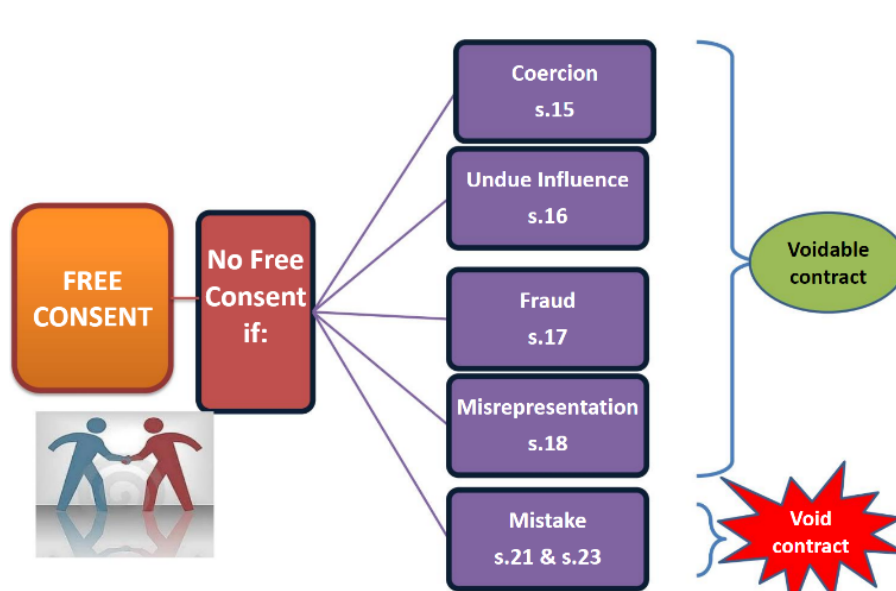 FREE
CONSENT
No Free
Consent
if:
Coercion
s.15
Undue Influence
s.16
Fraud
s.17
Misrepresentation
s.18
Mistake
s.21 & s.23
Voidable
contract
Void
contract